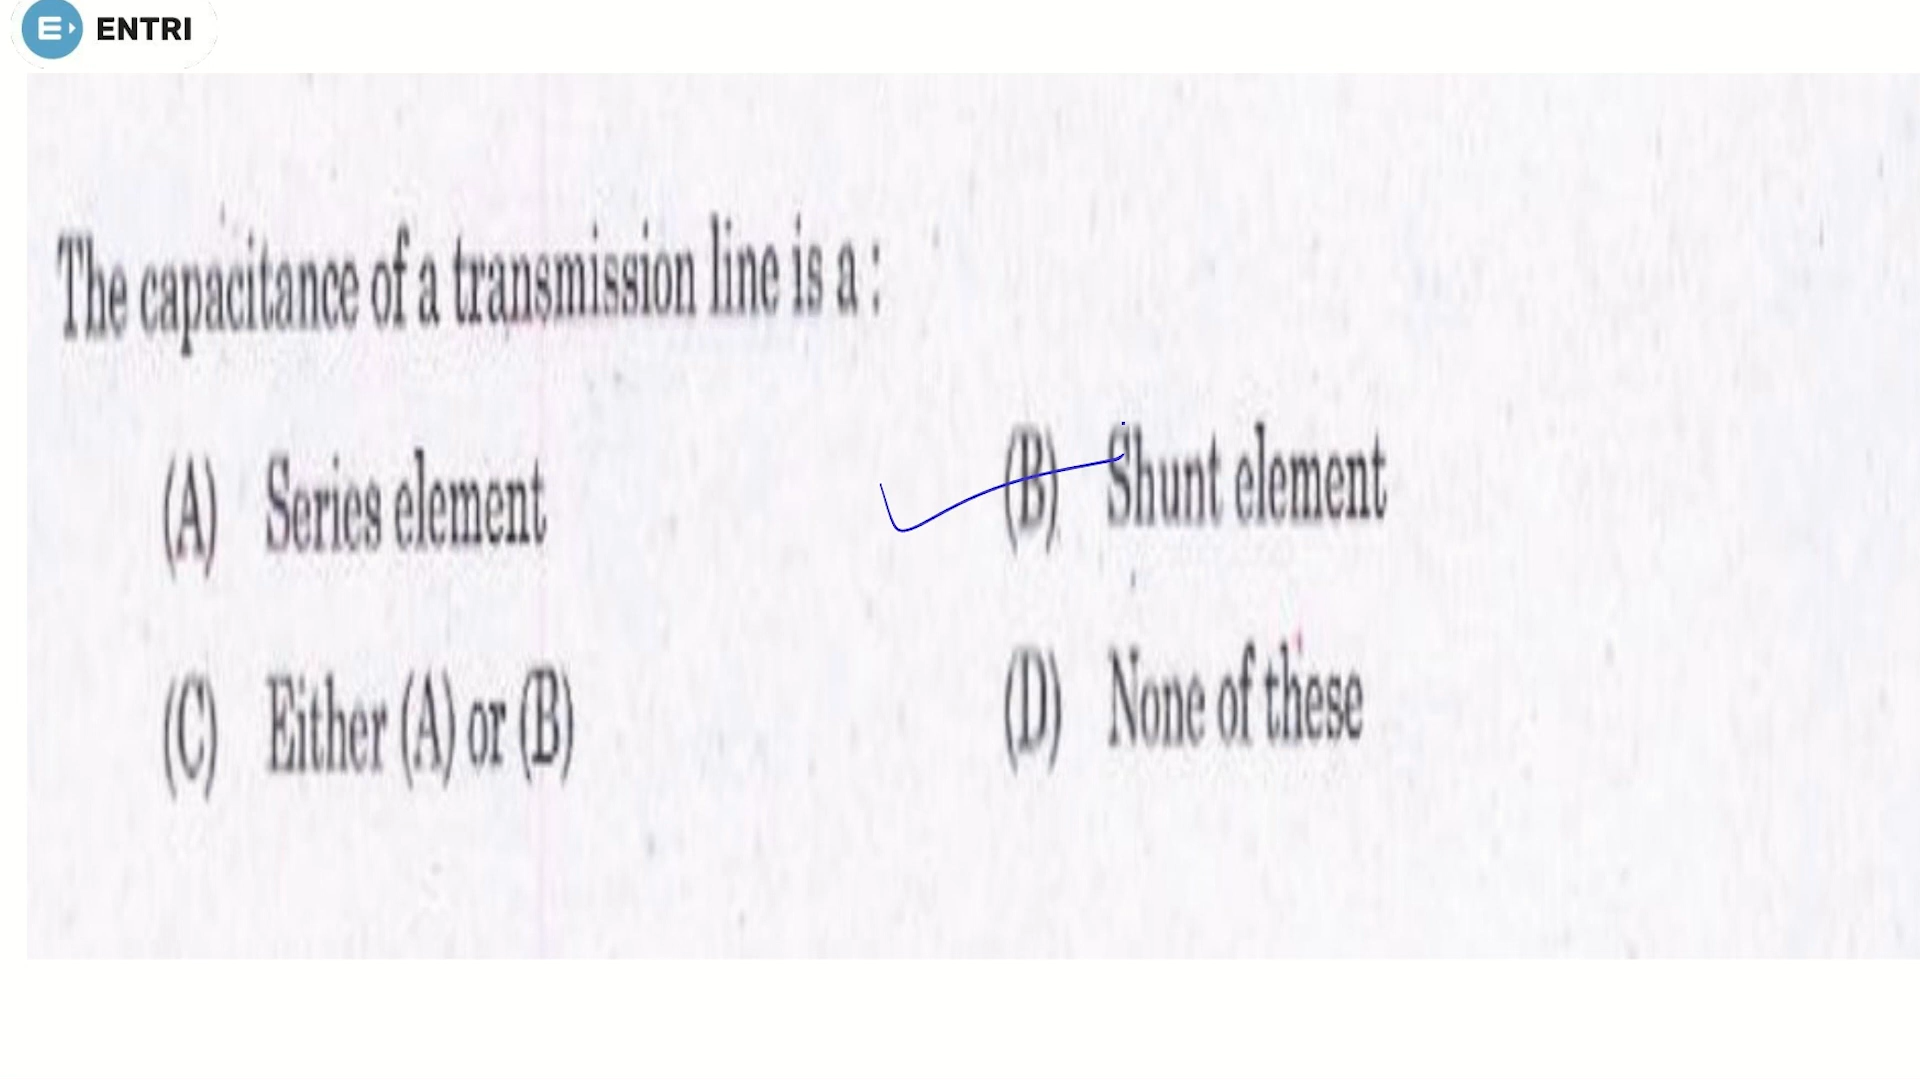 ENTRI
The capacitance of a transmission line is a :
(A) Series element
(B) Shunt element
(C) Either (A) or (B)
(D) None of these